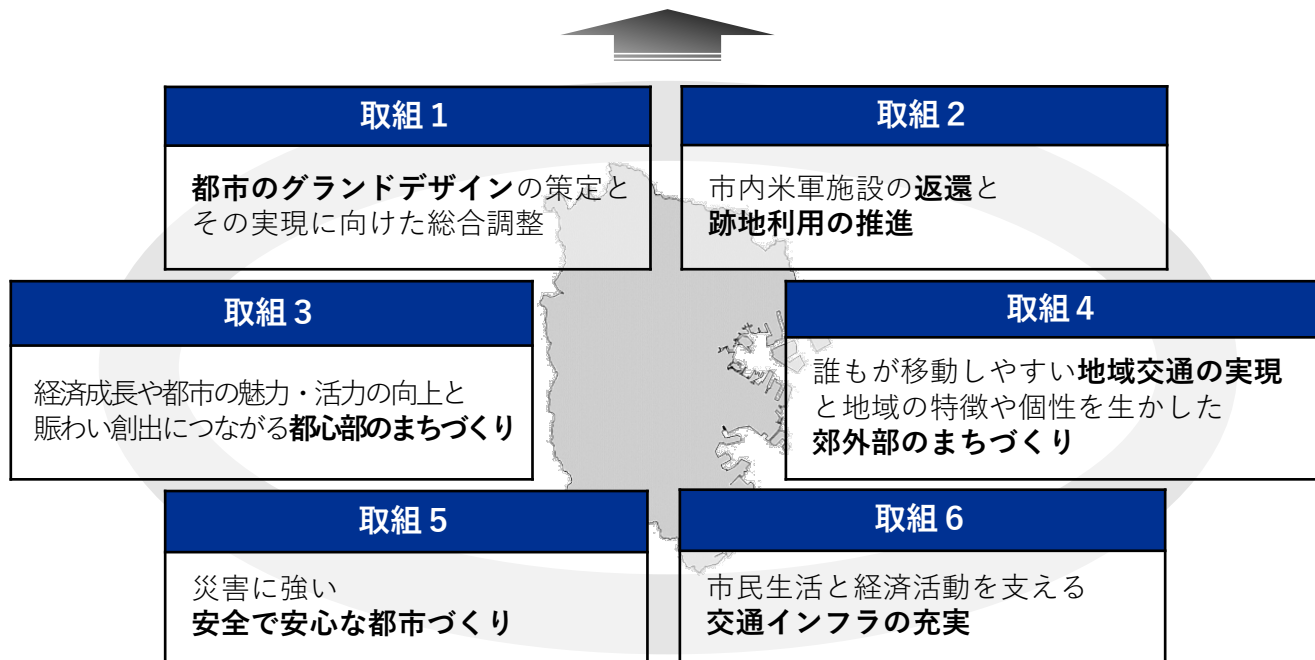 取組1
都市のグランドデザインの策定と
その実現に向けた総合調整
取組2
市内米軍施設の返還と
跡地利用の推進
取組3
経済成長や都市の魅力・活力の向上と
賑わい創出につながる都心部のまちづくり
取組4
誰もが移動しやすい地域交通の実現
と地域の特徴や個性を生かした
郊外部のまちづくり
取組5
災害に強い
安全で安心な都市づくり
取組6
市民生活と経済活動を支える
交通インフラの充実